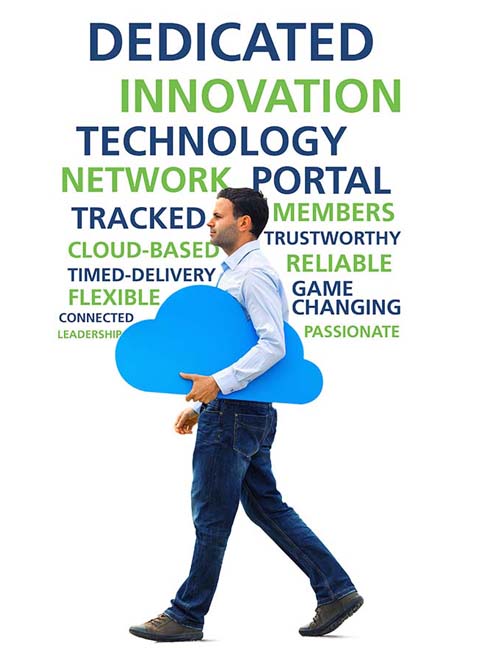 DEDICATED
INNOVATION
TECHNOLOGY
NETWORK PORTAL
TRACKED MEMBERS
CLOUD-BASED TRUSTWORTHY
TIMED-DELIVERY RELIABLE
FLEXIBLE GAME
CHANGING
CONNECTED
LEADERSHIP PASSIONATE